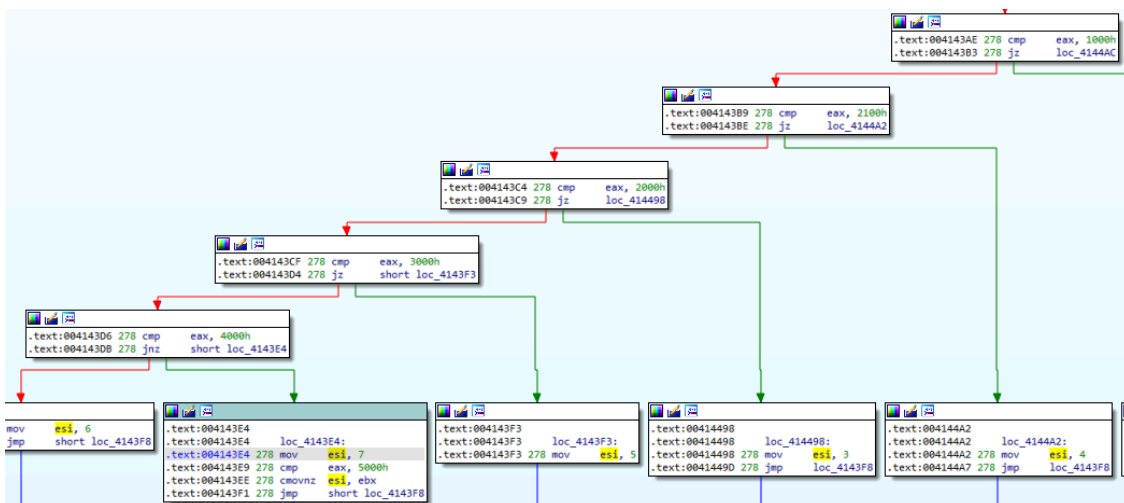 .text:004143AE 278 cmp eax, 1000h
.text:004143B3 278 jz loc_4144AC
.text:004143B9 278 cmp eax, 2100h
.text:004143BE 278 jz loc_4144A2
.text:004143C4 278 cmp eax, 2000h
.text:004143C9 278 jz loc_414498
.text:004143CF 278 cmp eax, 3000h
.text:004143D4 278 jz short loc_4143F3
.text:004143D6 278 cmp eax, 4000h
.text:004143DB 278 jnz short loc_4143E4
mov esi, 6
jmp short loc_4143F8
.text:004143E4
.text:004143E4 loc_4143E4:
.text:004143E4 278 mov esi, 7
.text:004143E9 278 cmp eax, 5000h
.text:004143EE 278 cmovnz esi, ebx
.text:004143F1 278 jmp short loc_4143F8
.text:004143F3
.text:004143F3 loc_4143F3:
.text:004143F3 278 mov esi, 5
.text:00414498
.text:00414498 loc_414498:
.text:00414498 278 mov esi, 3
.text:0041449D 278 jmp loc_4143F8
.text:004144A2
.text:004144A2 loc_4144A2:
.text:004144A2 278 mov esi, 4
.text:004144A7 278 jmp loc_4143F8